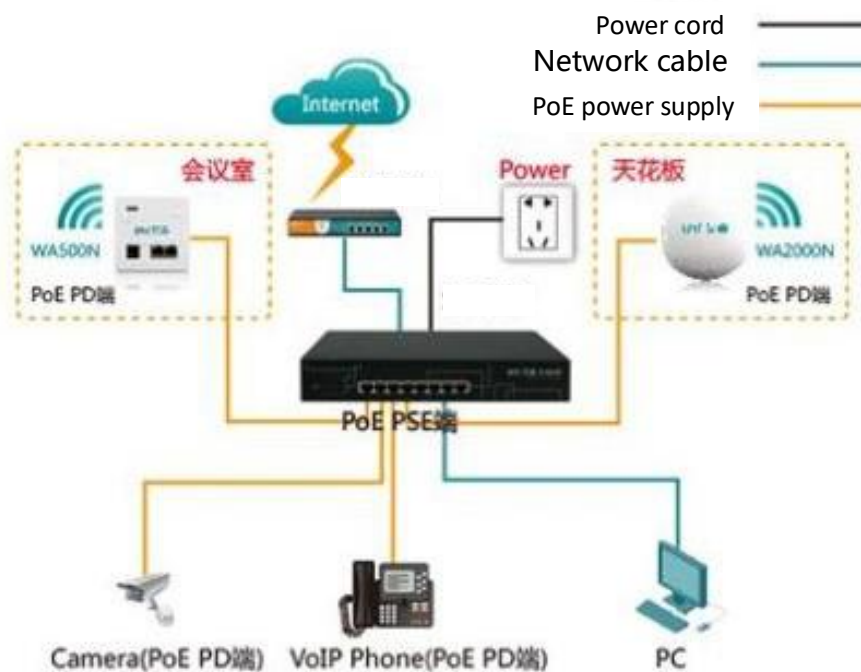 Power cord
Network cable
PoE power supply
Internet
会议室
Power
天花板
WA500N
WA2000N
PoE PD端
PoE PD端
PoE PSE端
Camera(PoE PD端)
VoIP Phone(PoE PD端)
PC